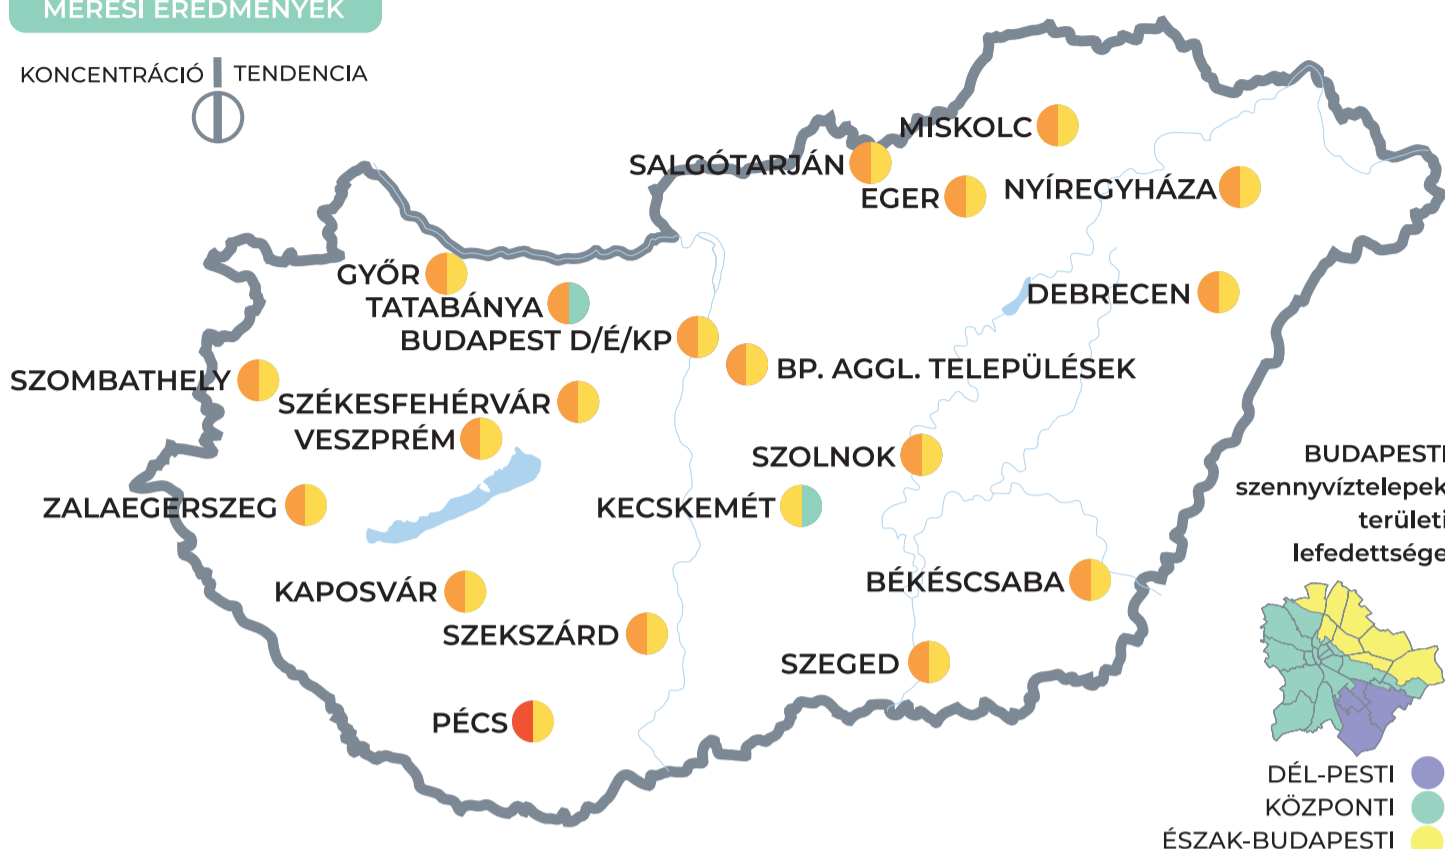 MÉRÉSI EREDMÉNYEK
KONCENTRÁCIÓ TENDENCIA
MISKOLC
SALGÓTARJÁN
EGER
NYÍREGYHÁZA
GYŐR
TATABÁNYA
DEBRECEN
BUDAPEST D/É/KP
BP. AGGL. TELEPÜLÉSEK
SZOMBATHELY
SZÉKESFEHÉRVÁR
VESZPRÉM
SZOLNOK
ZALAEGERSZEG
KECSKEMÉT
BÉKÉSCSABA
KAPOSVÁR
SZEKSZÁRD
SZEGED
PÉCS
BUDAPESTI
szennyvíztelepek
területi
lefedettsége
DÉL-PESTI
KÖZPONTI
ÉSZAK-BUDAPESTI